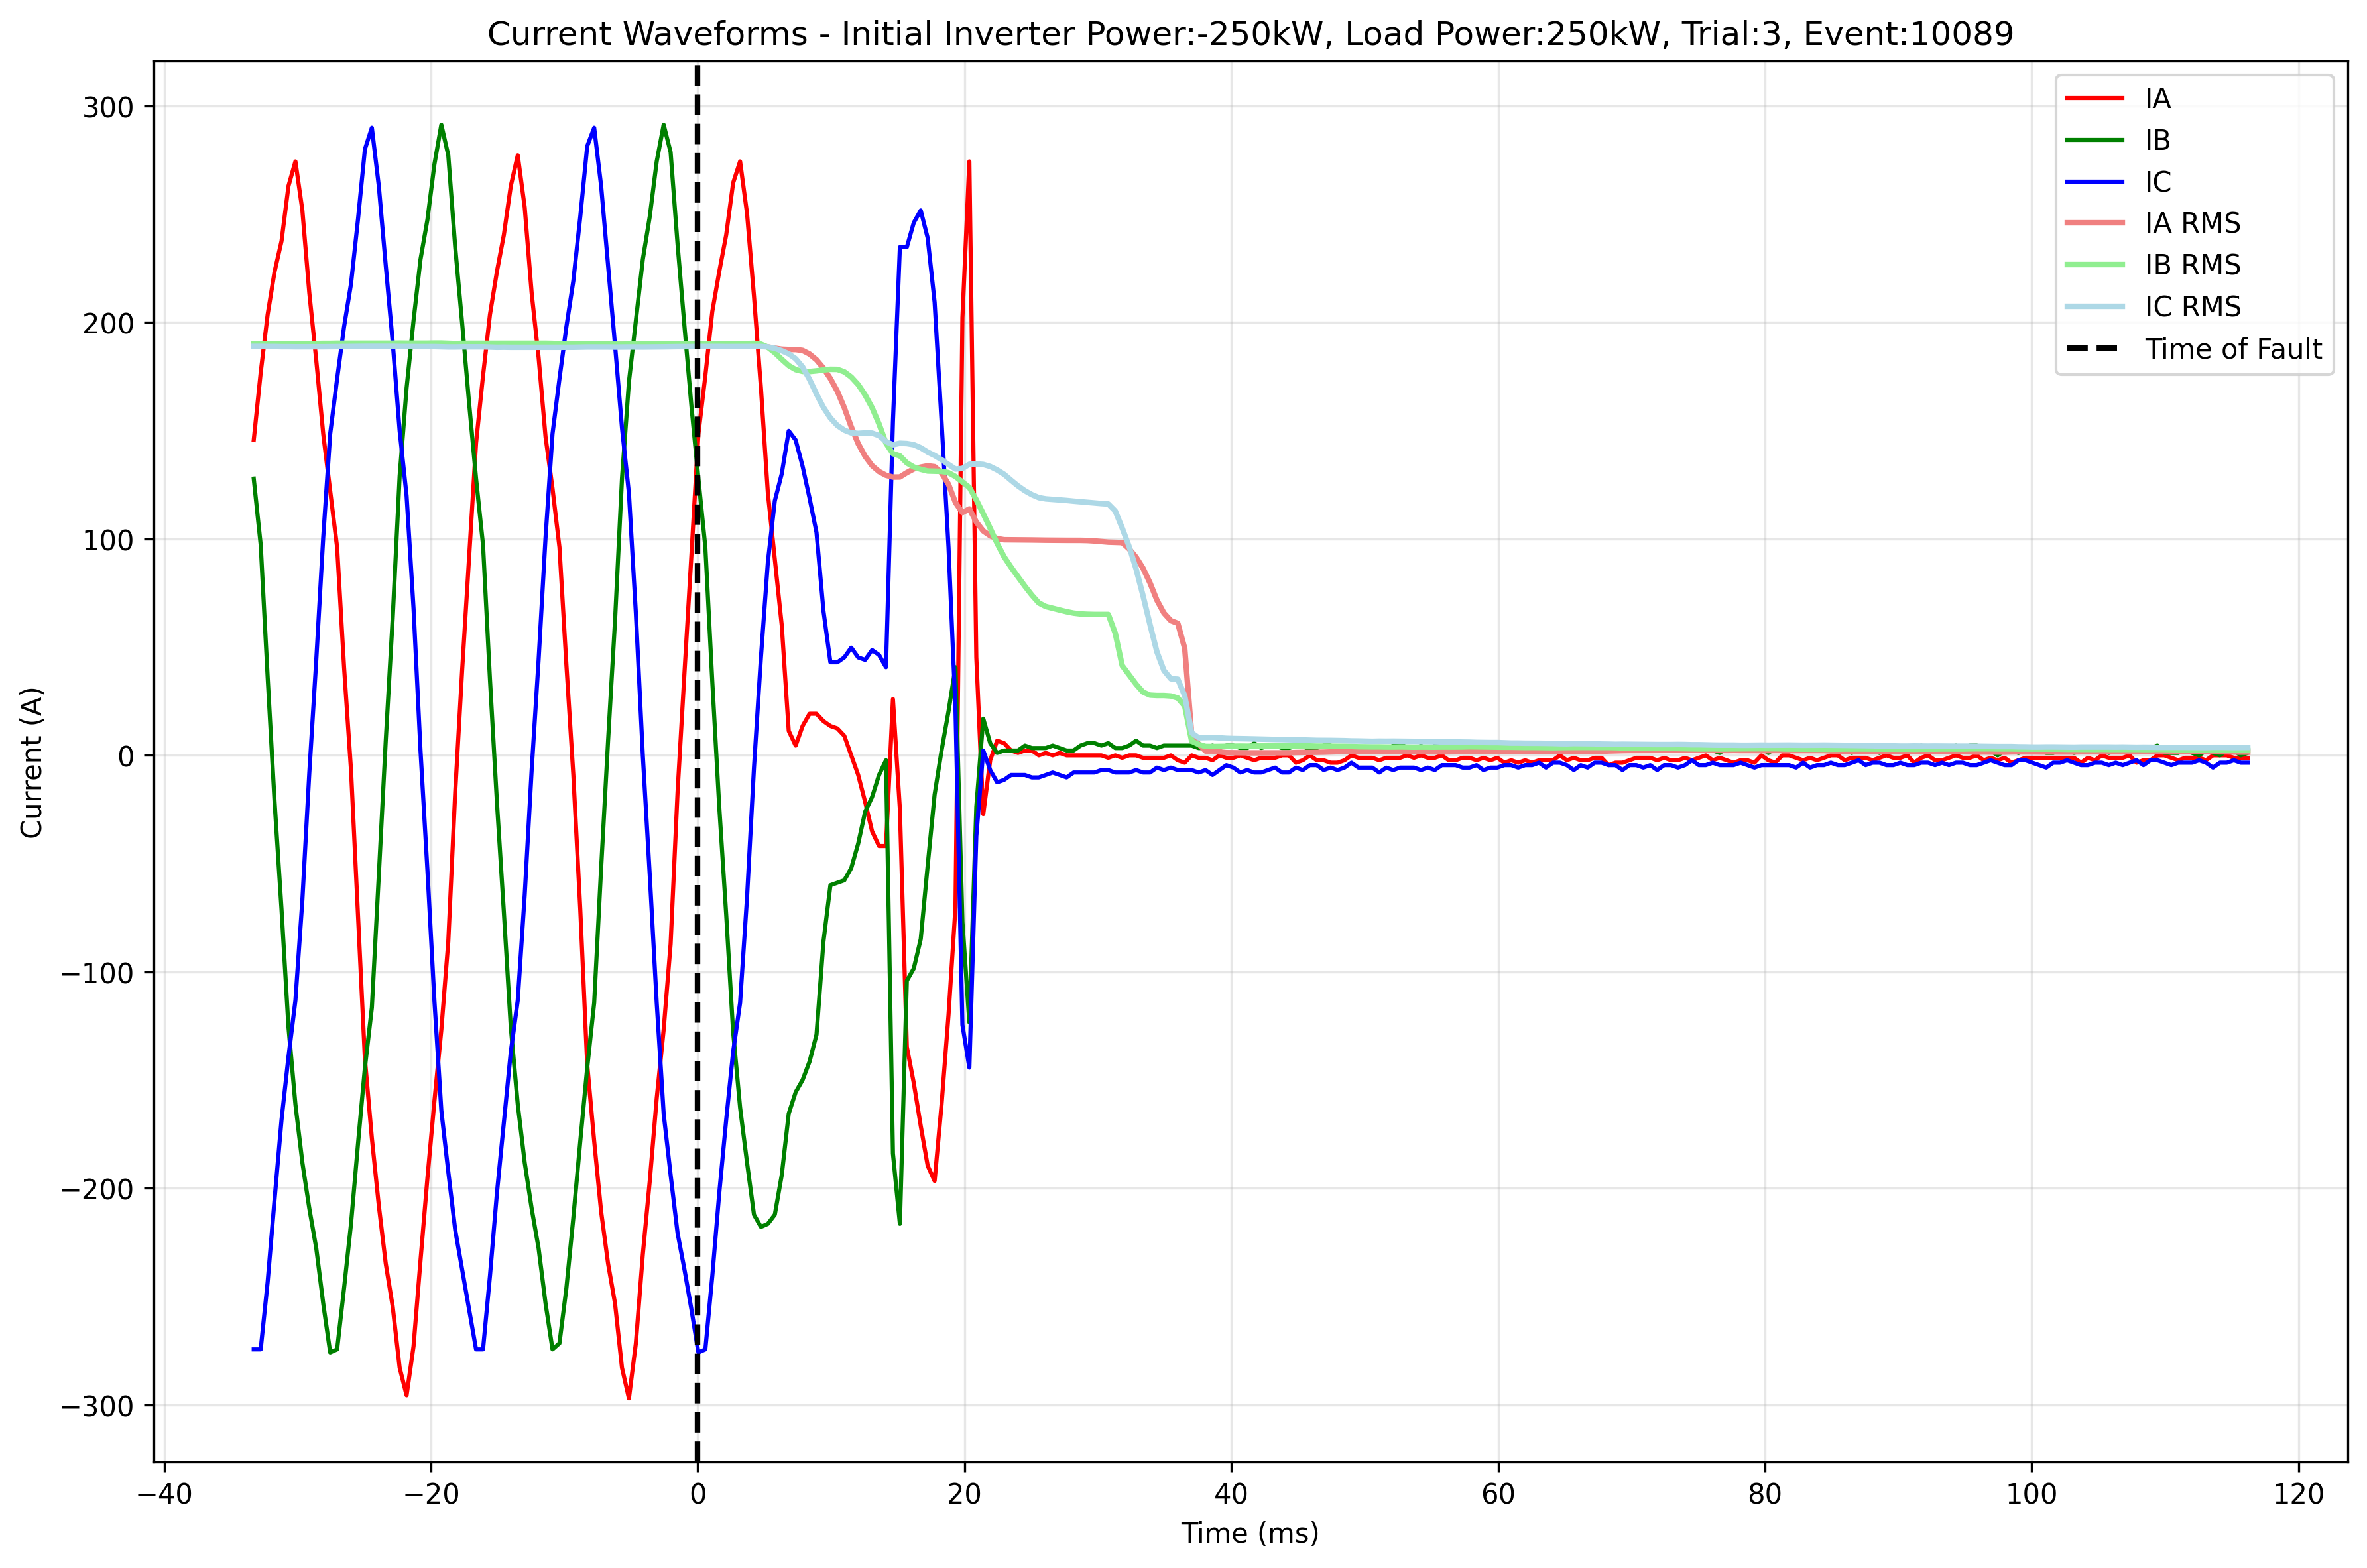 Current Waveforms - Initial Inverter Power:-250kW, Load Power:250kW, Trial:3, Event:10089
300
200
100
0
−100
−200
−300
Current (A)
IA
IB
IC
IA RMS
IB RMS
IC RMS
Time of Fault
−40
−20
0
20
40
60
80
100
120
Time (ms)